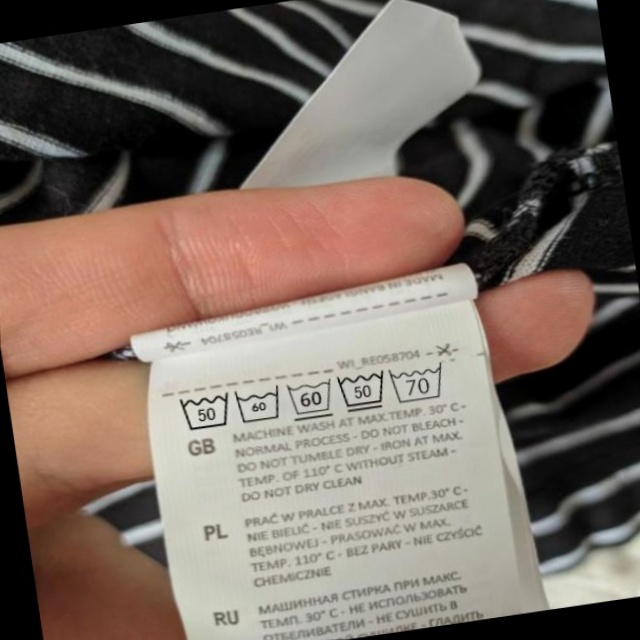 WI_RE058704
WI_RE058704
50 60 60 50 70
GB
MACHINE WASH AT MAX.TEMP. 30° C -
NORMAL PROCESS - DO NOT BLEACH -
DO NOT TUMBLE DRY - IRON AT MAX.
TEMP. OF 110° C WITHOUT STEAM -
DO NOT DRY CLEAN
PL
PRAĆ W PRALCE Z MAX. TEMP.30° C -
NIE BIELIĆ - NIE SUSZYĆ W SUSZARCE
BĘBNOWEJ - PRASOWAĆ W MAX.
TEMP. 110° C - BEZ PARY - NIE CZYŚCIĆ
CHEMICZNIE
RU
МАШИННАЯ СТИРКА ПРИ МАКС.
ТЕМП. 30° C - НЕ ИСПОЛЬЗОВАТЬ
ОТБЕЛИВАТЕЛИ - НЕ СУШИТЬ В